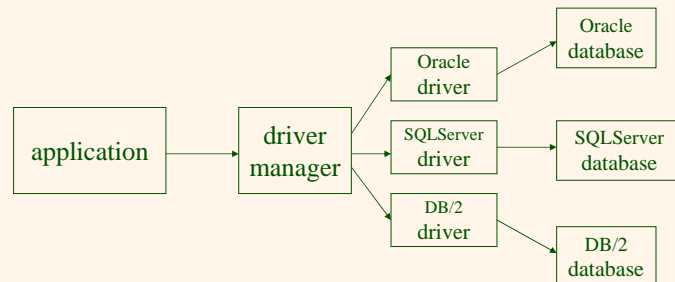 application
driver
manager
Oracle
driver
SQLServer
driver
DB/2
driver
Oracle
database
SQLServer
database
DB/2
database